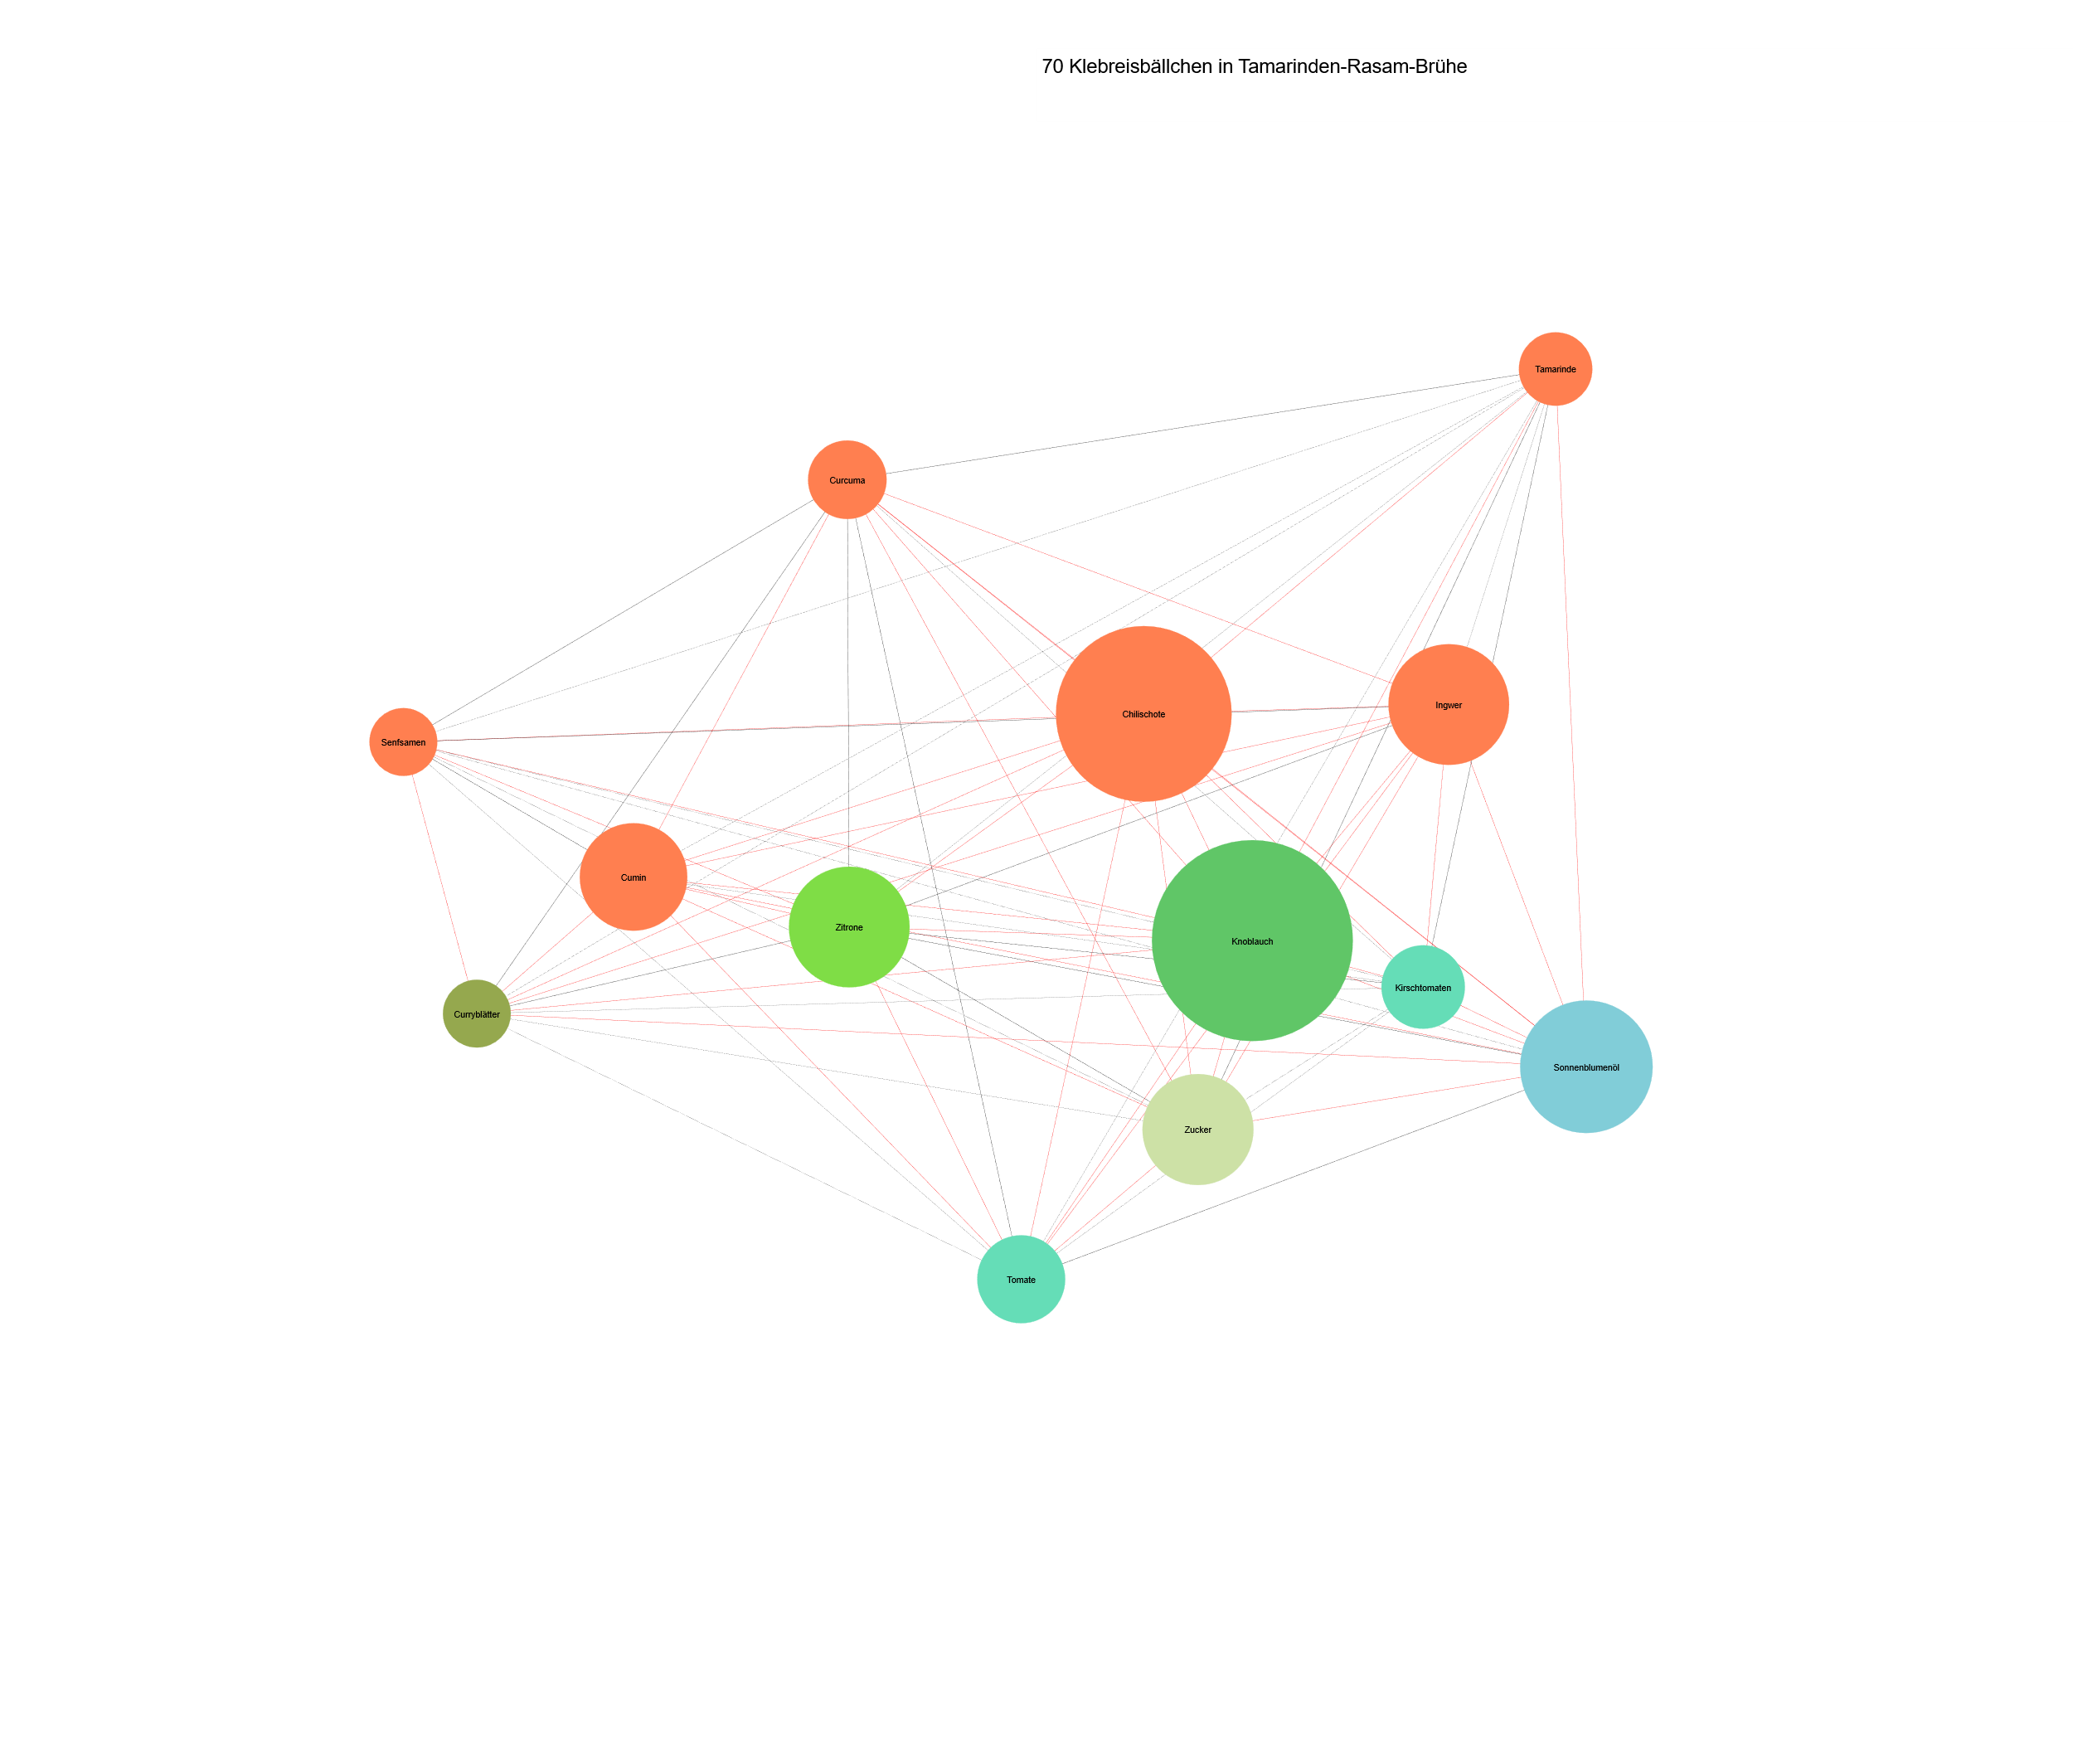 70 Klebreisbällchen in Tamarinden-Rasam-Brühe
Tamarinde
Curcuma
Ingwer
Chilischote
Senfsamen
Cumin
Zitrone
Knoblauch
Kirschtomaten
Curryblätter
Sonnenblumenöl
Zucker
Tomate